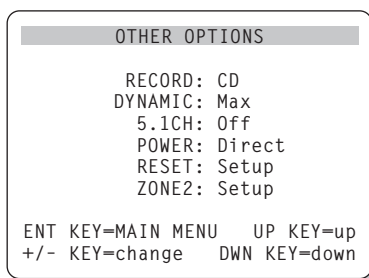 OTHER OPTIONS
RECORD: CD
DYNAMIC: Max
5.1CH: Off
POWER: Direct
RESET: Setup
ZONE2: Setup
ENT KEY=MAIN MENU UP KEY=up
+/- KEY=change DWN KEY=down